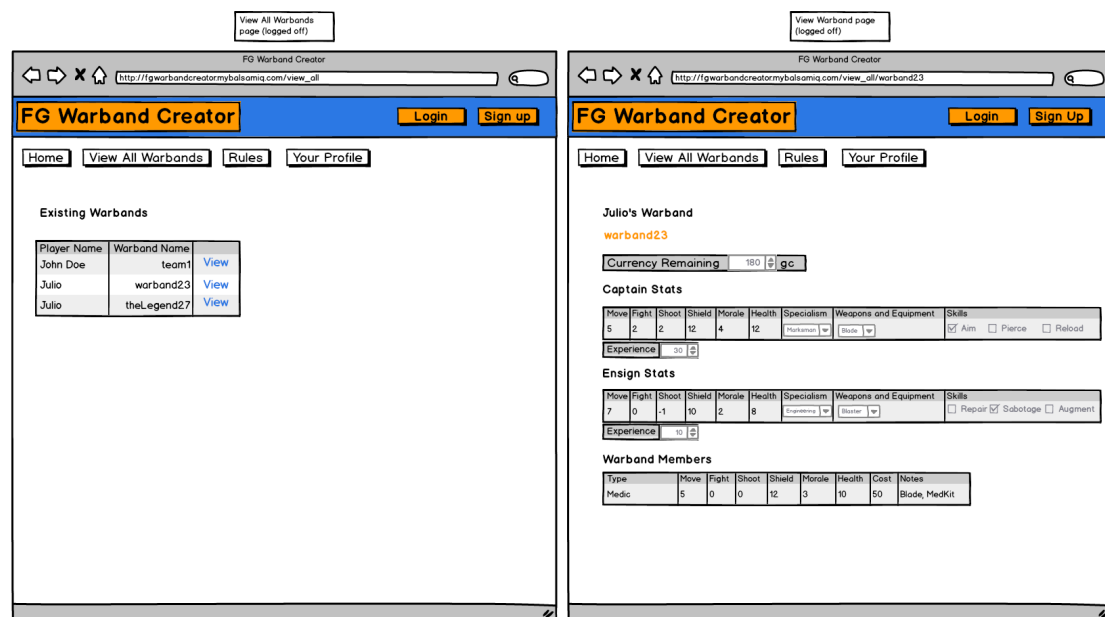 View All Warbands
page (logged off)
FG Warband Creator
http://fgwarbandcreator.mybalsamiq.com/view_all
FG Warband Creator
Login
Sign up
Home
View All Warbands
Rules
Your Profile
Existing Warbands
Player Name Warband Name
John Doe team1 View
Julio warband23 View
Julio theLegend27 View
View Warband page
(logged off)
FG Warband Creator
http://fgwarbandcreator.mybalsamiq.com/view_all/warband23
FG Warband Creator
Login
Sign Up
Home
View All Warbands
Rules
Your Profile
Julio's Warband
warband23
Currency Remaining 180 gc
Captain Stats
Move Fight Shoot Shield Morale Health Specialism Weapons and Equipment Skills
5 2 2 12 4 12 Marksman Blade Aim Pierce Reload
Experience 30
Ensign Stats
Move Fight Shoot Shield Morale Health Specialism Weapons and Equipment Skills
7 0 -1 10 2 8 Engineering Blaster Repair Sabotage Augment
Experience 10
Warband Members
Type Move Fight Shoot Shield Morale Health Cost Notes
Medic 5 0 0 12 3 10 50 Blade, MedKit